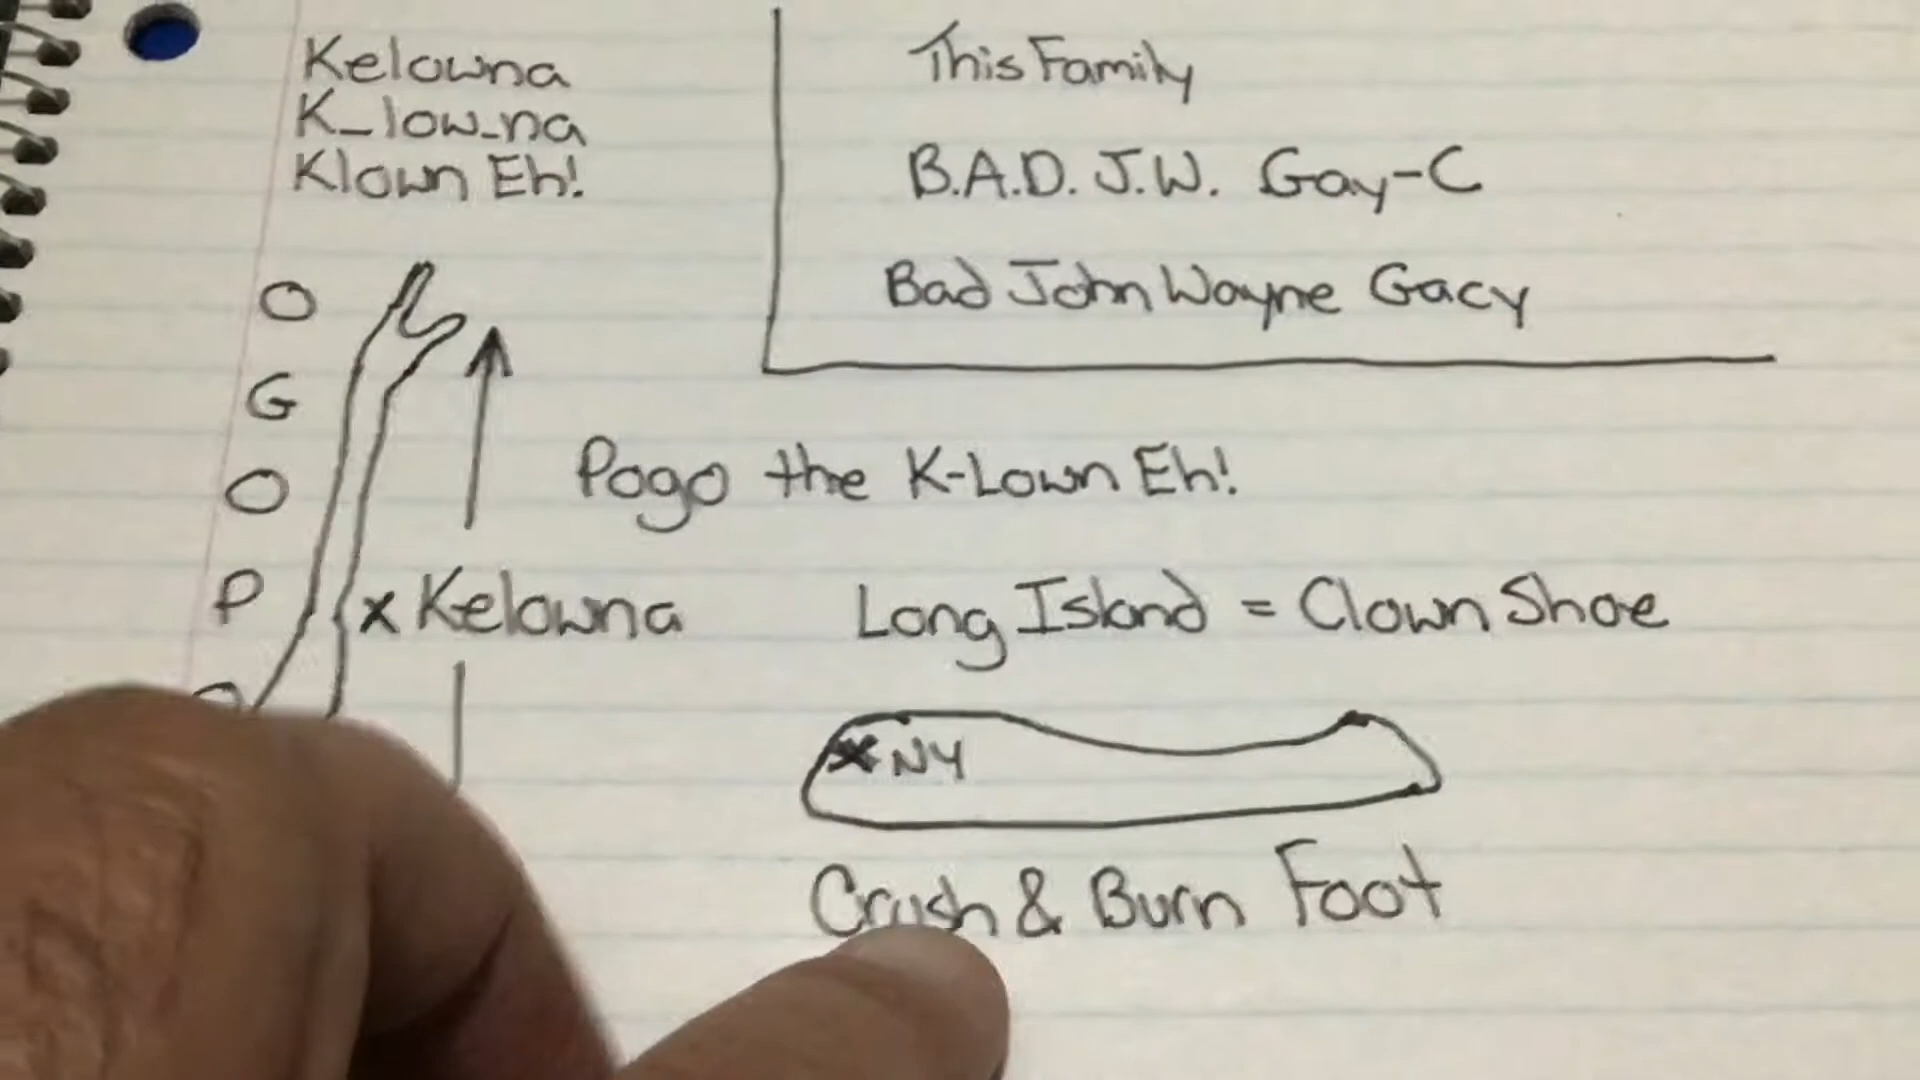 Kelowna
K_low_na
Klown Eh!
This Family
B.A.D. J.W. Gay-C
Bad John Wayne Gacy
O
G
O
P
Pogo the K-Lown Eh!
x Kelowna
Long Island = Clown Shoe
x NY
Crush & Burn Foot